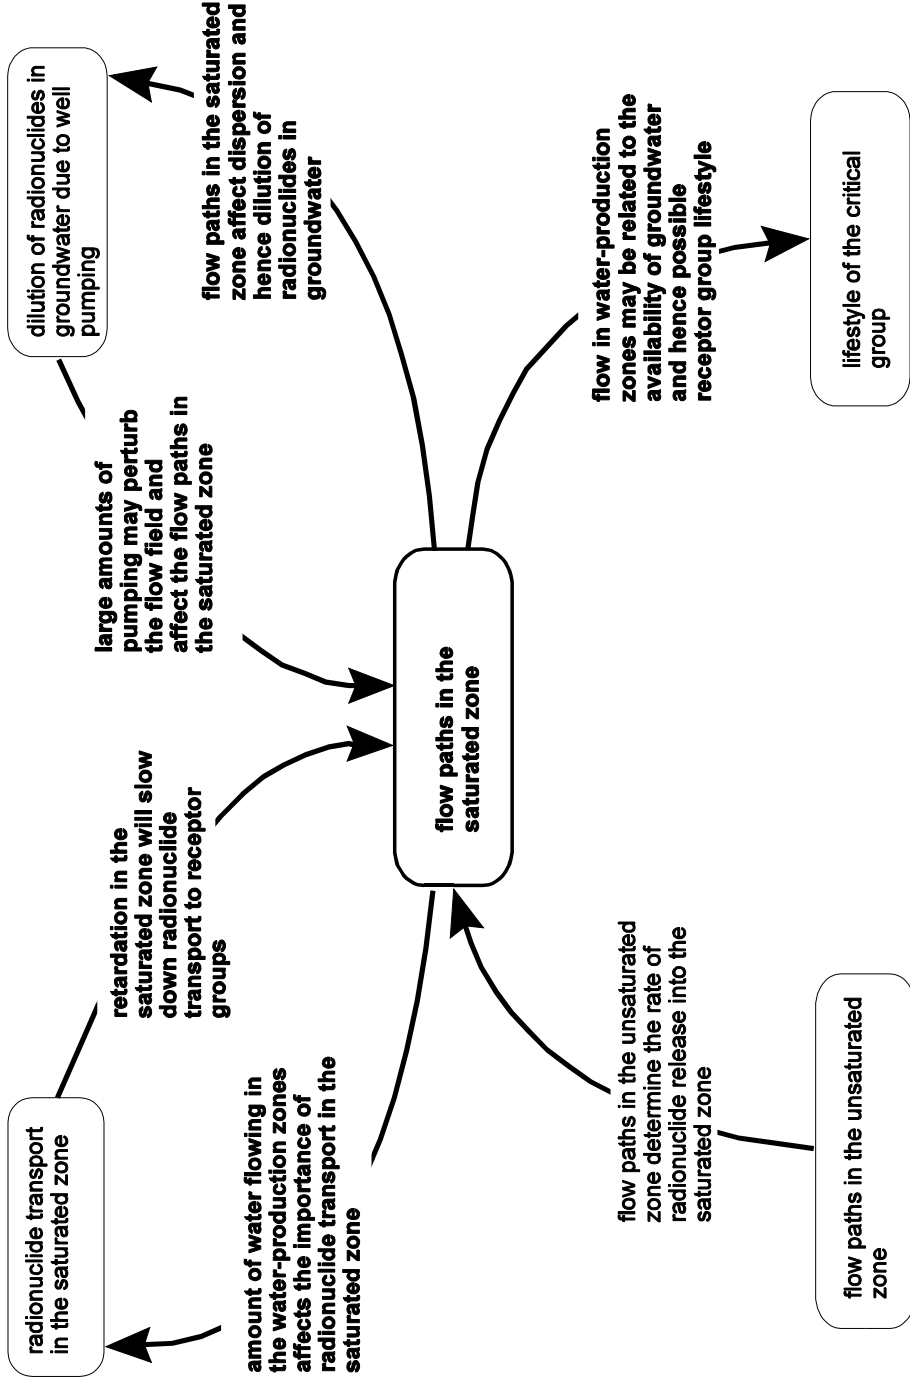 radionuclide transport
in the saturated zone
retardation in the
saturated zone will slow
down radionuclide
transport to receptor
groups
large amounts of
pumping may perturb
the flow field and
affect the flow paths in
the saturated zone
dilution of radionuclides in
groundwater due to well
pumping
amount of water flowing in
the water-production zones
affects the importance of
radionuclide transport in the
saturated zone
flow paths in the saturated
zone affect dispersion and
hence dilution of
radionuclides in
groundwater
flow paths in the
saturated zone
flow paths in the unsaturated
zone determine the rate of
radionuclide release into the
saturated zone
flow in water-production
zones may be related to the
availability of groundwater
and hence possible
receptor group lifestyle
flow paths in the unsaturated
zone
lifestyle of the critical
group